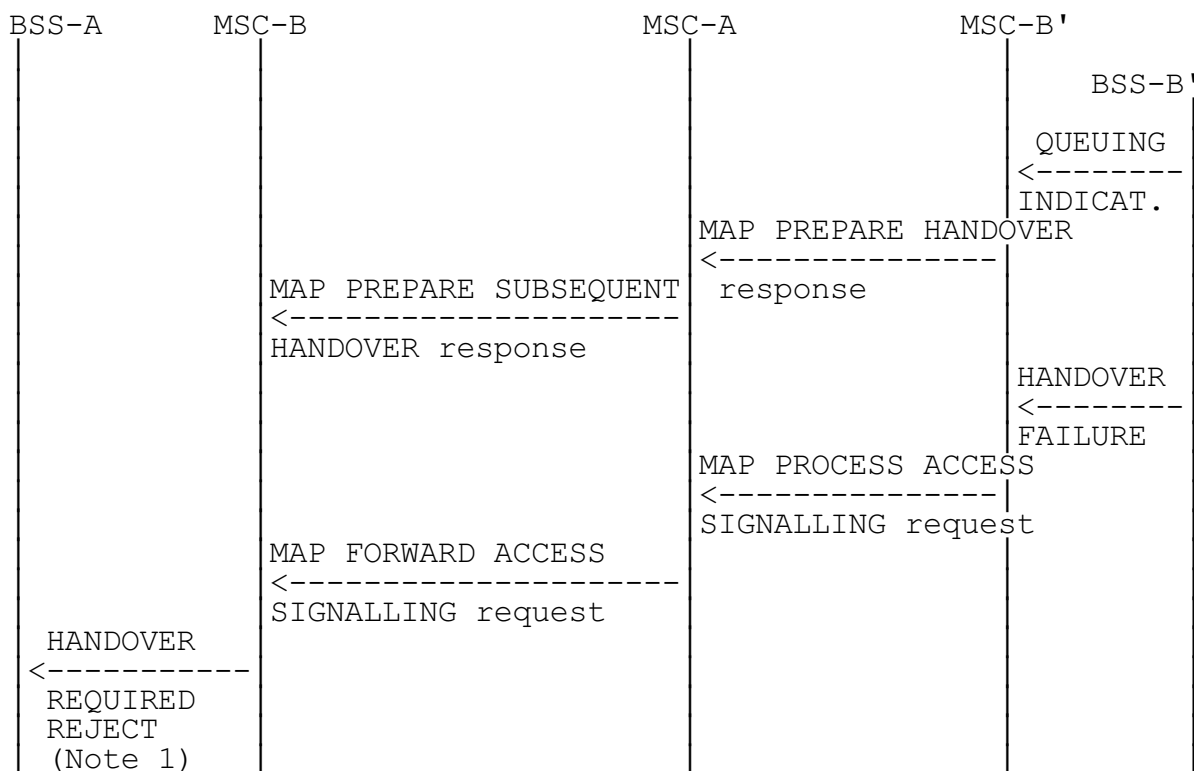 BSS-A MSC-B MSC-A MSC-B'
BSS-B'
QUEUING
<--------
INDICAT.
MAP PREPARE HANDOVER
<---------------
MAP PREPARE SUBSEQUENT response
<---------------------
HANDOVER response
HANDOVER
<--------
FAILURE
MAP PROCESS ACCESS
<---------------
SIGNALLING request
MAP FORWARD ACCESS
<---------------------
SIGNALLING request
HANDOVER
<-----------
REQUIRED
REJECT
(Note 1)